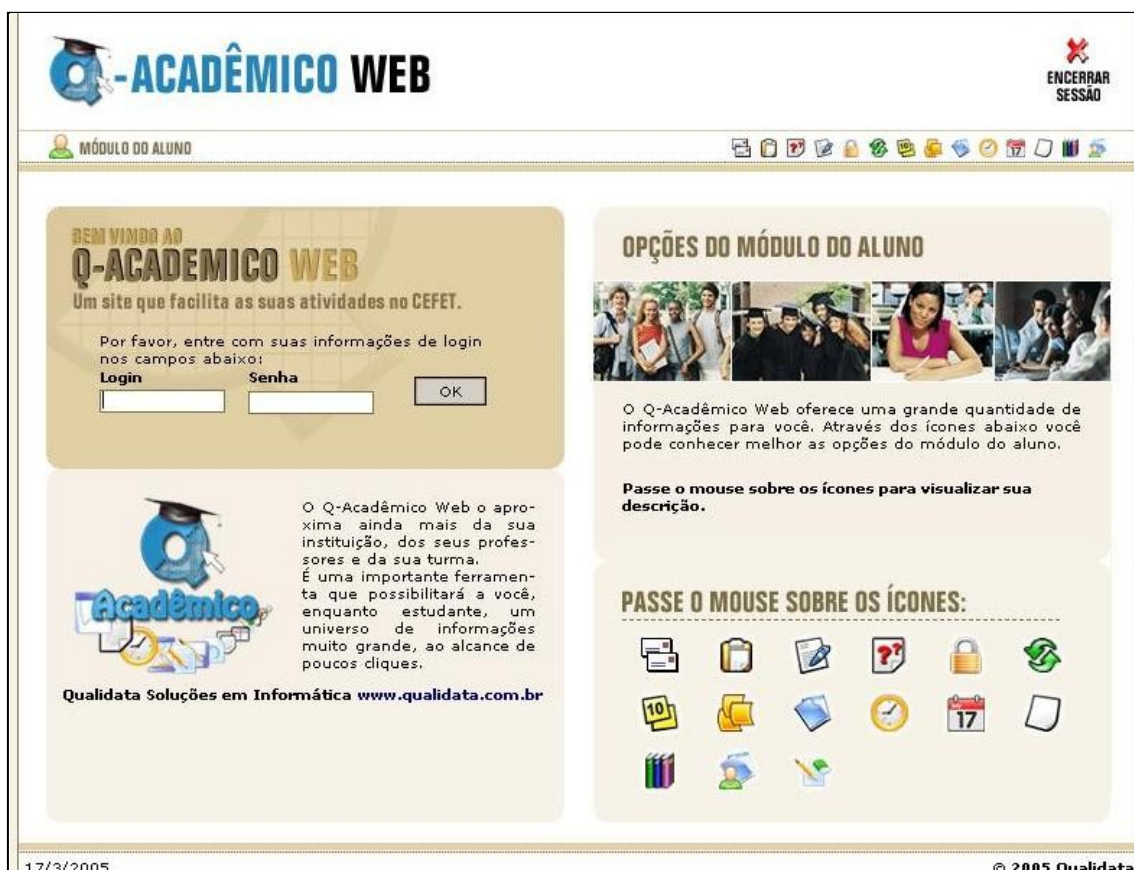 Q-ACADÊMICO WEB
ENCERRAR
SESSÃO
MÓDULO DO ALUNO
BEM VINDO AO
Q-ACADEMICO WEB
Um site que facilita as suas atividades no CEFET.
Por favor, entre com suas informações de login
nos campos abaixo:
Login Senha
OK
O Q-Acadêmico Web o apro-
xima ainda mais da sua
instituição, dos seus profes-
sores e da sua turma.
É uma importante ferramen-
ta que possibilitará a você,
enquanto estudante, um
universo de informações
muito grande, ao alcance de
poucos cliques.
Acadêmico
Qualidata Soluções em Informática www.qualidata.com.br
OPÇÕES DO MÓDULO DO ALUNO
O Q-Acadêmico Web oferece uma grande quantidade de
informações para você. Através dos ícones abaixo você
pode conhecer melhor as opções do módulo do aluno.
Passe o mouse sobre os ícones para visualizar sua
descrição.
PASSE O MOUSE SOBRE OS ÍCONES:
??
10
17
17/3/2005
© 2005 Qualidata